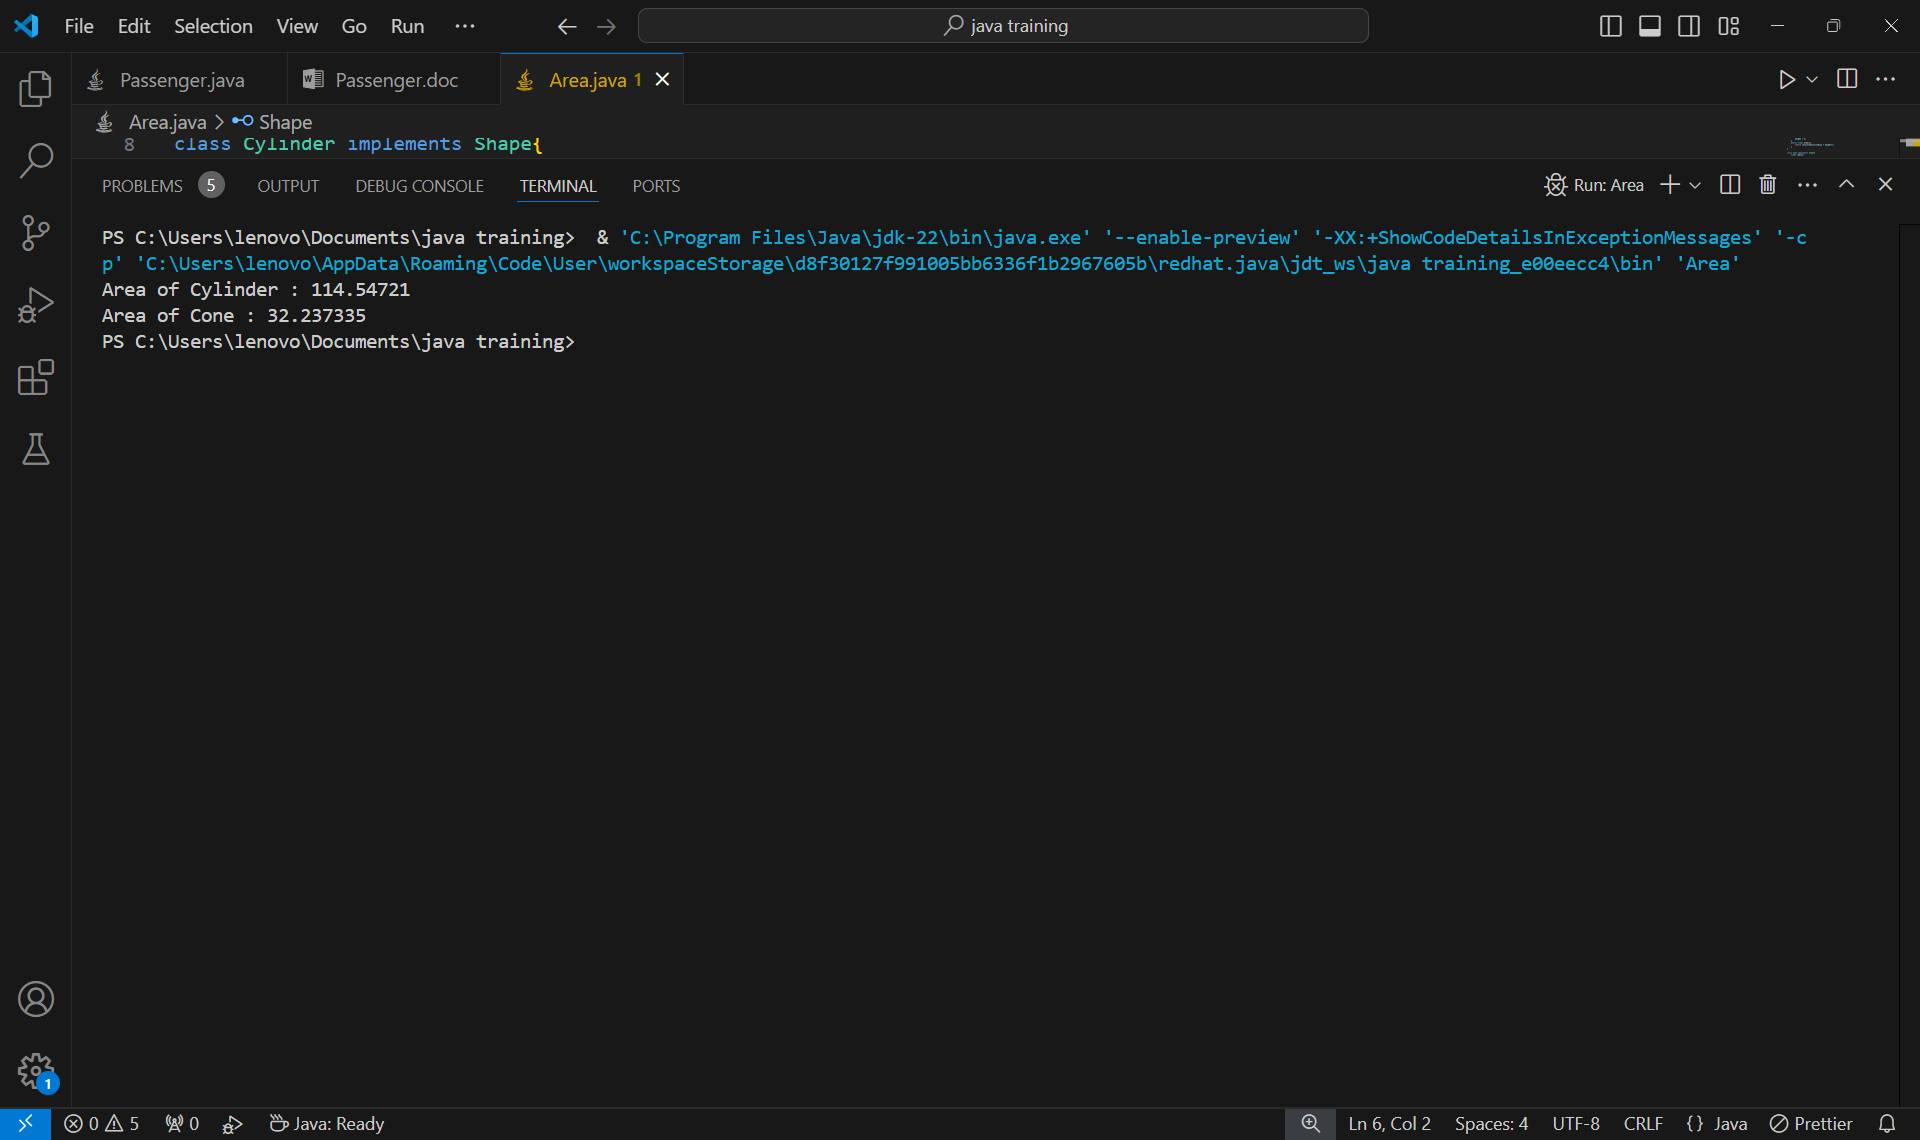 File Edit Selection View Go Run ··· java training
Passenger.java Passenger.doc Area.java 1
Area.java > Shape
8 class Cylinder implements Shape{
PROBLEMS 5 OUTPUT DEBUG CONSOLE TERMINAL PORTS Run: Area
PS C:\Users\lenovo\Documents\java training>  & 'C:\Program Files\Java\jdk-22\bin\java.exe' '--enable-preview' '-XX:+ShowCodeDetailsInExceptionMessages' '-c
p' 'C:\Users\lenovo\AppData\Roaming\Code\User\workspaceStorage\d8f30127f991005bb6336f1b2967605b\redhat.java\jdt_ws\java training_e00eecc4\bin' 'Area'
Area of Cylinder : 114.54721
Area of Cone : 32.237335
PS C:\Users\lenovo\Documents\java training>
1
0 5 0 Java: Ready Ln 6, Col 2 Spaces: 4 UTF-8 CRLF {} Java Prettier